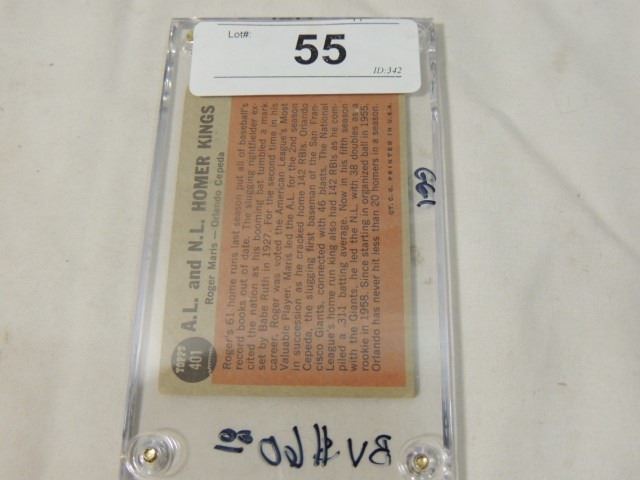 Lot#:
55
ID:342
TOPPS
401
A.L. and N.L. HOMER KINGS
Roger Maris — Orlando Cepeda
Roger's 61 home runs last season put all of baseball's
record books out of date. The slugging rightfielder ex-
cited the nation as his booming bat tumbled a mark
set by Babe Ruth in 1927. For the second time in his
career, Roger was voted the American League's Most
Valuable Player. Maris led the A.L. for the 2nd season
in succession as he cracked home 142 RBIs. Orlando
Cepeda, the slugging first baseman of the San Fran-
cisco Giants, connected with 46 blasts. The National
League's home run king also had 142 RBIs as he com-
piled a .311 batting average. Now in his fifth season
with the Giants, he led the N.L. with 38 doubles as a
rookie in 1958. Since starting in organized ball in 1955,
Orlando has never hit less than 20 homers in a season.
©T.C.G. PRINTED IN U.S.A.
BV $60